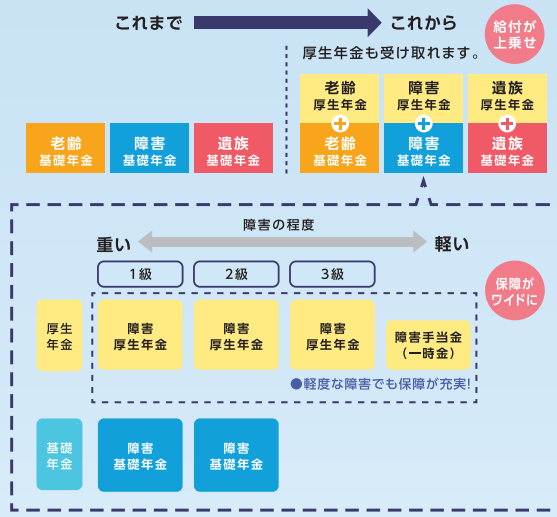 これまで
これから
給付が
上乗せ
厚生年金も受け取れます。
老齢
厚生年金
障害
厚生年金
遺族
厚生年金
老齢
基礎年金
障害
基礎年金
遺族
基礎年金
老齢
基礎年金
障害
基礎年金
遺族
基礎年金
障害の程度
重い
軽い
1級
2級
3級
保障が
ワイドに
厚生
年金
障害
厚生年金
障害
厚生年金
障害
厚生年金
障害手当金
(一時金)
●軽度な障害でも保障が充実!
基礎
年金
障害
基礎年金
障害
基礎年金